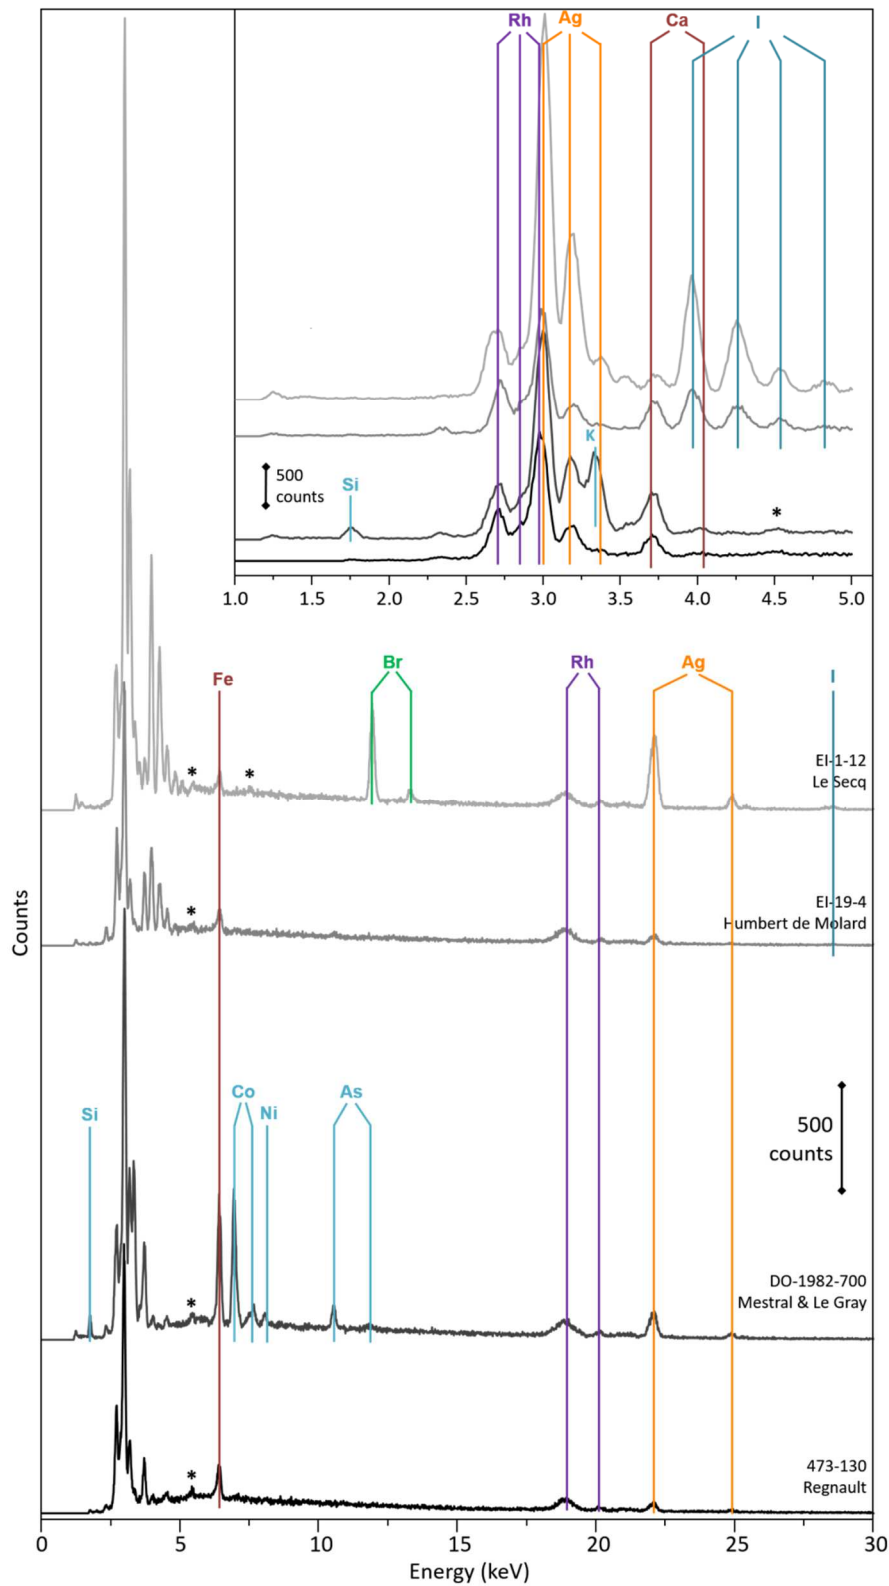 Rh Ag Ca I
K
500
counts
Si
*
1.0 1.5 2.0 2.5 3.0 3.5 4.0 4.5 5.0
Br Rh Ag I
Fe
* *
EI-1-12
Le Secq
*
EI-19-4
Humbert de Molard
Counts
Si Co Ni As
500
counts
*
DO-1982-700
Mestral & Le Gray
*
473-130
Regnault
0 5 10 15 20 25 30
Energy (keV)